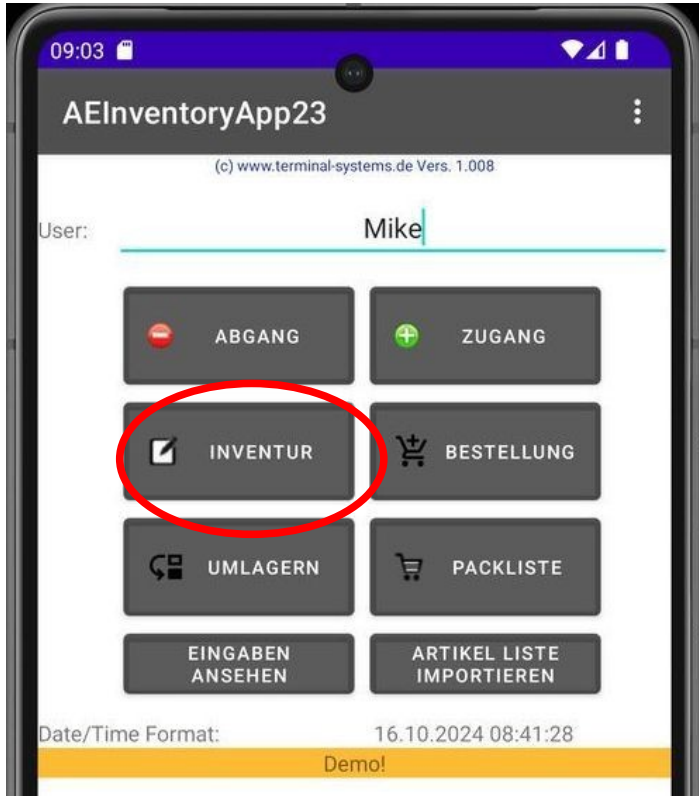 09:03
AEInventoryApp23
(c) www.terminal-systems.de Vers. 1.008
User: Mike
ABGANG ZUGANG
INVENTUR BESTELLUNG
UMLAGERN PACKLISTE
EINGABEN ANSEHEN
ARTIKEL LISTE IMPORTIEREN
Date/Time Format: 16.10.2024 08:41:28
Demo!